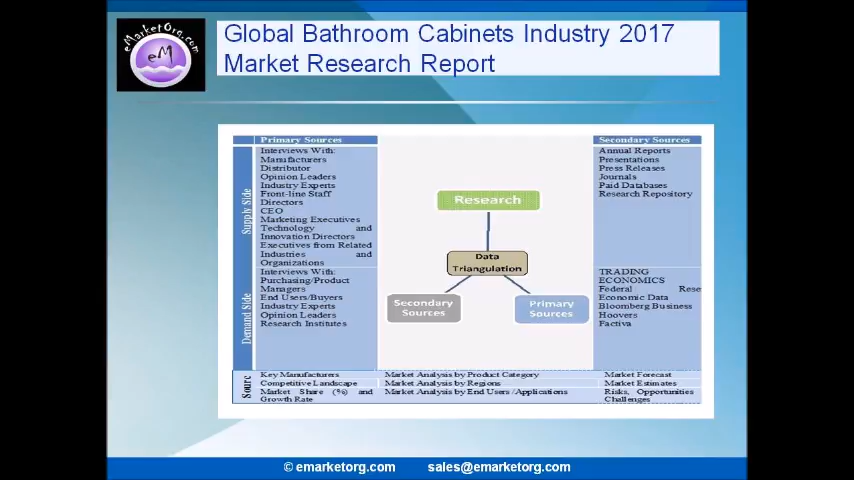 eMarketOrg.com
eM
Global Bathroom Cabinets Industry 2017
Market Research Report
Primary Sources
Secondary Sources
Supply Side
Interviews With:
Manufacturers
Distributor
Opinion Leaders
Industry Experts
Front-line Staff
Directors
CEO
Marketing Executives
Technology and
Innovation Directors
Executives from Related
Industries and
Organizations
Annual Reports
Presentations
Press Releases
Journals
Paid Databases
Research Repository
Research
Data
Triangulation
Secondary
Sources
Primary
Sources
Demand Side
Interviews With:
Purchasing/Product
Managers
End Users/Buyers
Industry Experts
Opinion Leaders
Research Institutes
TRADING
ECONOMICS
Federal Rese
Economic Data
Bloomberg Business
Hoovers
Factiva
Sourc
Key Manufacturers
Competitive Landscape
Market Share (%) and
Growth Rate
Market Analysis by Product Category
Market Analysis by Regions
Market Analysis by End Users /Applications
Market Forecast
Market Estimates
Risks, Opportunities
Challenges
© emarketorg.com sales@emarketorg.com